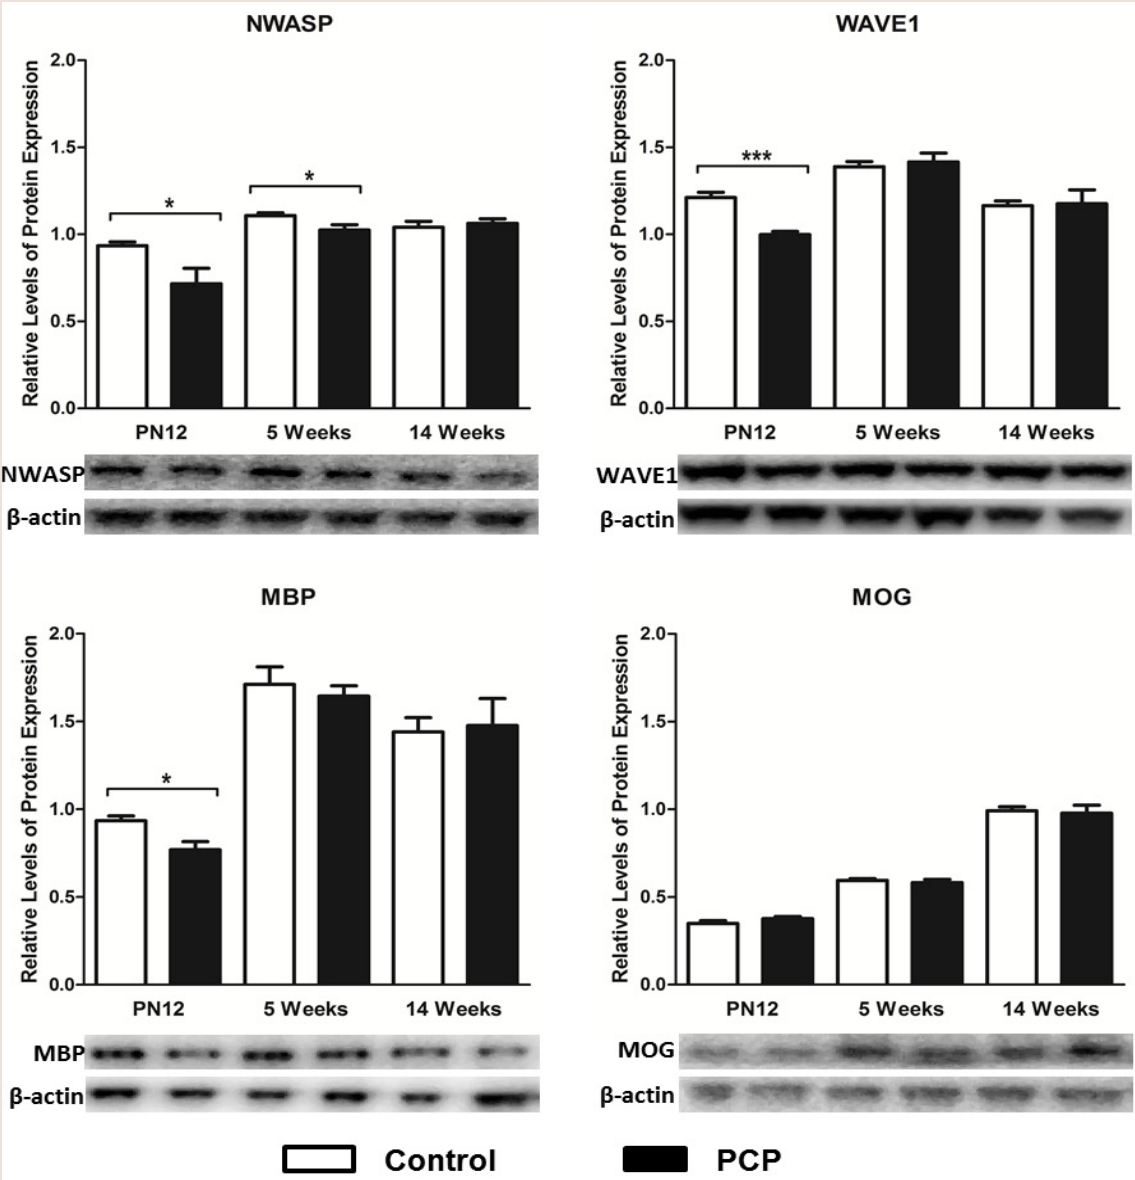 NWASP
Relative Levels of Protein Expression
2.0
1.5
1.0
0.5
0.0
*
*
PN12 5 Weeks 14 Weeks
NWASP
β-actin
WAVE1
Relative Levels of Protein Expression
2.0
1.5
1.0
0.5
0.0
***
PN12 5 Weeks 14 Weeks
WAVE1
β-actin
MBP
Relative Levels of Protein Expression
2.0
1.5
1.0
0.5
0.0
*
PN12 5 Weeks 14 Weeks
MBP
β-actin
MOG
Relative Levels of Protein Expression
2.0
1.5
1.0
0.5
0.0
PN12 5 Weeks 14 Weeks
MOG
β-actin
Control PCP